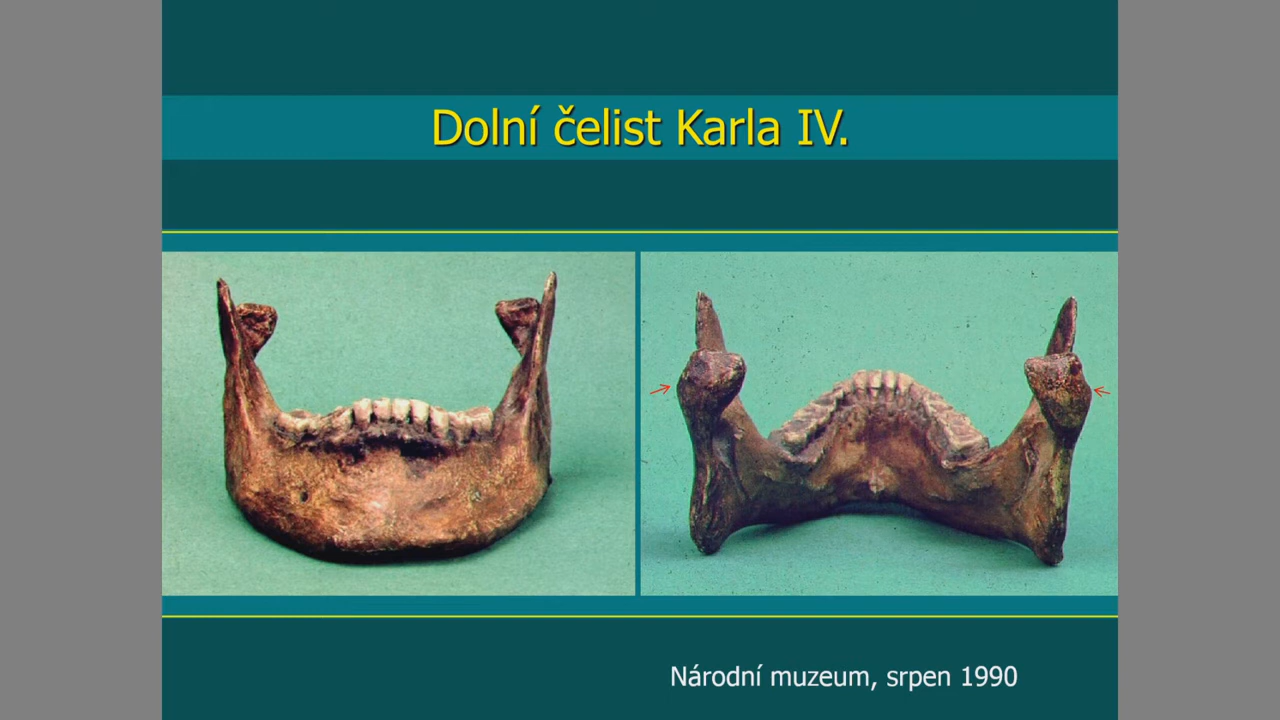 Dolní čelist Karla IV.
Národní muzeum, srpen 1990